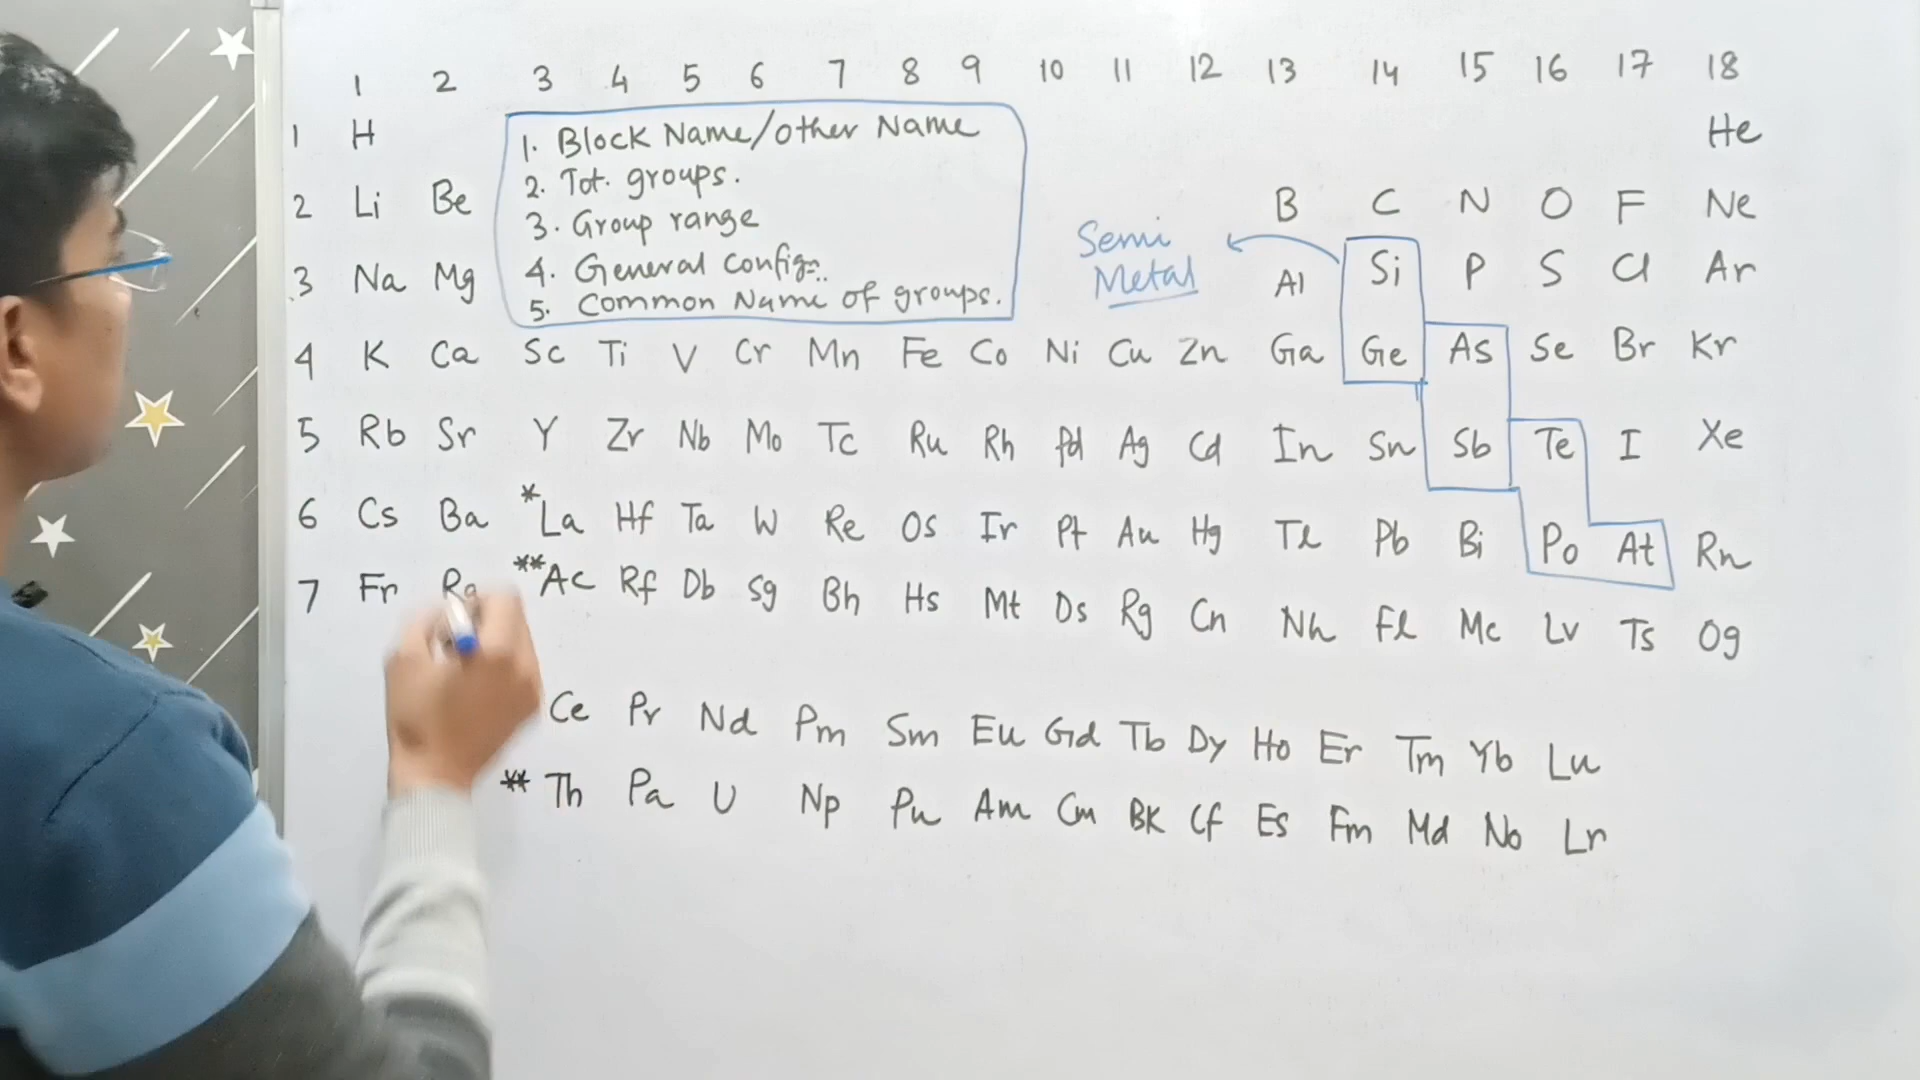 1 2 3 4 5 6 7 8 9 10 11 12 13 14 15 16 17 18
1 H He
1. Block Name/Other Name
2. Tot. groups.
3. Group range
4. General Config:..
5. Common Name of groups.
2 Li Be B C N O F Ne
Semi
Metal
3 Na Mg Al Si P S Cl Ar
4 K Ca Sc Ti V Cr Mn Fe Co Ni Cu Zn Ga Ge As Se Br Kr
5 Rb Sr Y Zr Nb Mo Tc Ru Rh Pd Ag Cd In Sn Sb Te I Xe
6 Cs Ba *La Hf Ta W Re Os Ir Pt Au Hg Tl Pb Bi Po At Rn
7 Fr Ra **Ac Rf Db Sg Bh Hs Mt Ds Rg Cn Nh Fl Mc Lv Ts Og
Ce Pr Nd Pm Sm Eu Gd Tb Dy Ho Er Tm Yb Lu
** Th Pa U Np Pu Am Cm BK Cf Es Fm Md No Lr